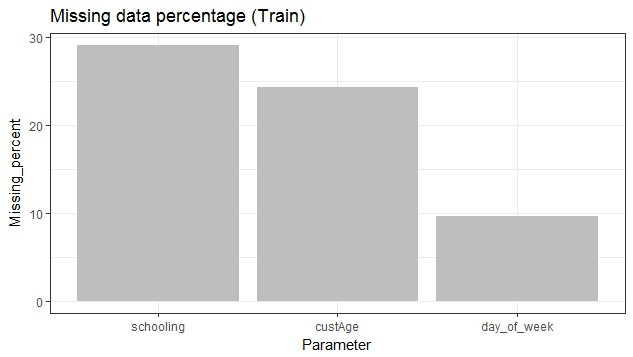 Missing data percentage (Train)
Missing_percent
30
20
10
0
schooling custAge day_of_week
Parameter